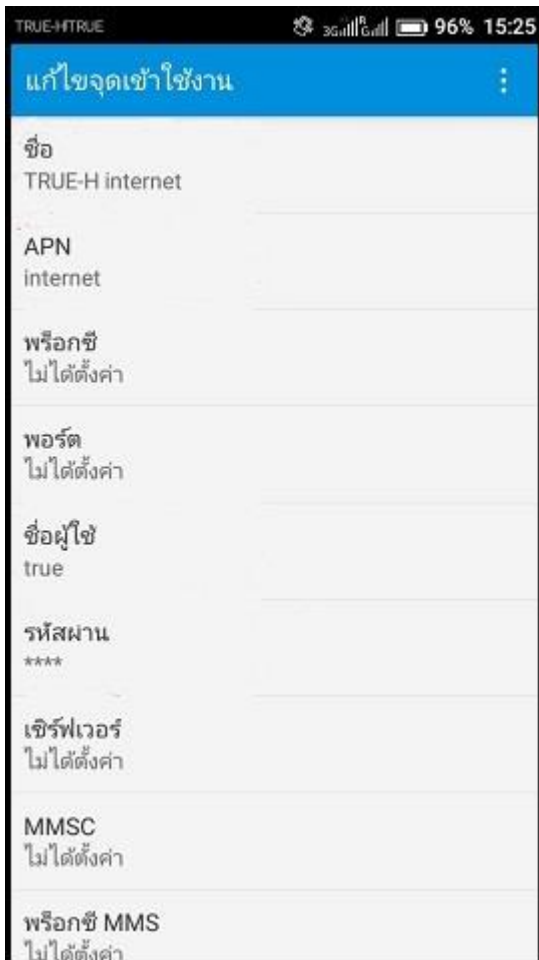 TRUE-HTRUE 3G R G 96% 15:25
แก้ไขจุดเข้าใช้งาน
ชื่อ
TRUE-H internet
APN
internet
พร็อกซี
ไม่ได้ตั้งค่า
พอร์ต
ไม่ได้ตั้งค่า
ชื่อผู้ใช้
true
รหัสผ่าน
****
เซิร์ฟเวอร์
ไม่ได้ตั้งค่า
MMSC
ไม่ได้ตั้งค่า
พร็อกซี MMS
ไม่ได้ตั้งค่า